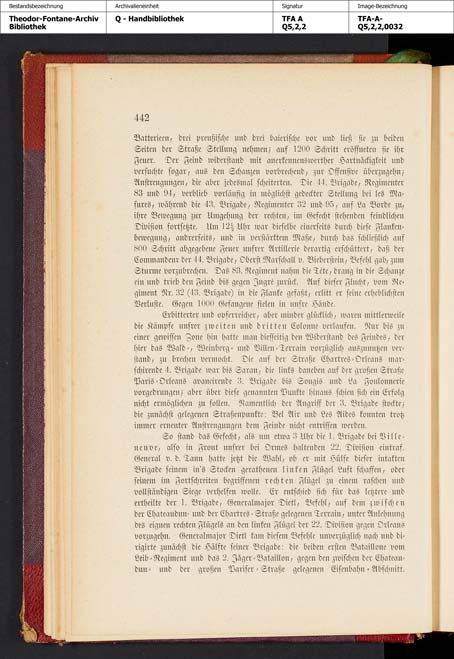 Bestandsbezeichnung
Theodor-Fontane-Archiv
Bibliothek
Archivalieneinheit
Q - Handbibliothek
Signatur
TFA A
Q5,2,2
Image-Bezeichnung
TFA-A-
Q5,2,2,0032
442
Batterieen, drei preußische und drei baierische vor und ließ sie zu beiden
Seiten der Straße Stellung nehmen; auf 1200 Schritt eröffneten sie ihr
Feuer. Der Feind widerstand mit anerkennenswerther Hartnäckigkeit und
versuchte sogar, aus den Schanzen vorbrechend, zur Offensive überzugehn;
Anstrengungen, die aber jedesmal scheiterten. Die 44. Brigade, Regimenter
83 und 94, verblieb vorläufig in möglichst gedeckter Stellung bei les Ma-
sures, während die 43. Brigade, Regimenter 32 und 95, auf La Borde zu,
ihre Bewegung zur Umgehung der rechten, im Gefecht stehenden feindlichen
Division fortsetzte. Um 12½ Uhr war dieselbe einerseits durch diese Flanken-
bewegung, andrerseits, und in verstärktem Maße, durch das schließlich auf
800 Schritt abgegebene Feuer unsrer Artillerie derartig erschüttert, daß der
Commandeur der 44. Brigade, Oberst Marschall v. Bieberstein, Befehl gab, zum
Sturme vorzubrechen. Das 83. Regiment nahm die Tête, drang in die Schanze
ein und trieb den Feind bis gegen Ingré zurück. Auf dieser Flucht, vom Re-
giment Nr. 32 (43. Brigade) in die Flanke gefaßt, erlitt er seine erheblichsten
Verluste. Gegen 1000 Gefangene fielen in unsre Hände.
Erbitterter und opferreicher, aber minder glücklich, waren mittlerweile
die Kämpfe unsrer zweiten und dritten Colonne verlaufen. Nur bis zu
einer gewissen Zone hin hatte man diesseitig den Widerstand des Feindes, der
hier das Wald-, Weinberg- und Villen-Terrain vorzüglich auszunutzen ver-
stand, zu brechen vermocht. Die auf der Straße Chartres-Orleans mar-
schirende 4. Brigade war bis Saran; die links daneben auf der großen Straße
Paris-Orleans avancirende 3. Brigade bis Sougis und La Foulonnerie
vorgedrungen; aber über diese genannten Punkte hinaus schien sich ein Erfolg
nicht ermöglichen zu sollen. Namentlich der Angriff der 3. Brigade stockte;
die zunächst gelegenen Straßenpunkte: Bel Air und Les Aides konnten trotz
immer erneuter Anstrengungen dem Feinde nicht entrissen werden.
So stand das Gefecht, als um etwa 3 Uhr die 1. Brigade bei Ville-
neuve, also in Front unsrer bei Ormes haltenden 22. Division eintraf.
General v. d. Tann hatte jetzt die Wahl, ob er mit Hülfe dieser intakten
Brigade seinem in's Stocken gerathenen linken Flügel Luft schaffen, oder
seinem im Fortschreiten begriffenen rechten Flügel zu einem raschen und
vollständigen Siege verhelfen wolle. Er entschied sich für das letztere und
ertheilte der 1. Brigade, Generalmajor Dietl, Befehl, auf dem zwischen
der Chateaudun- und der Chartres-Straße gelegenen Terrain, unter Anlehnung
des eignen rechten Flügels an den linken Flügel der 22. Division gegen Orleans
vorzugehn. Generalmajor Dietl kam diesem Befehle unverzüglich nach und di-
rigirte zunächst die Hälfte seiner Brigade: die beiden ersten Bataillone vom
Leib-Regiment und das 2. Jäger-Bataillon, gegen den zwischen der Chateau-
dun- und der großen Pariser-Straße gelegenen Eisenbahn-Abschnitt.